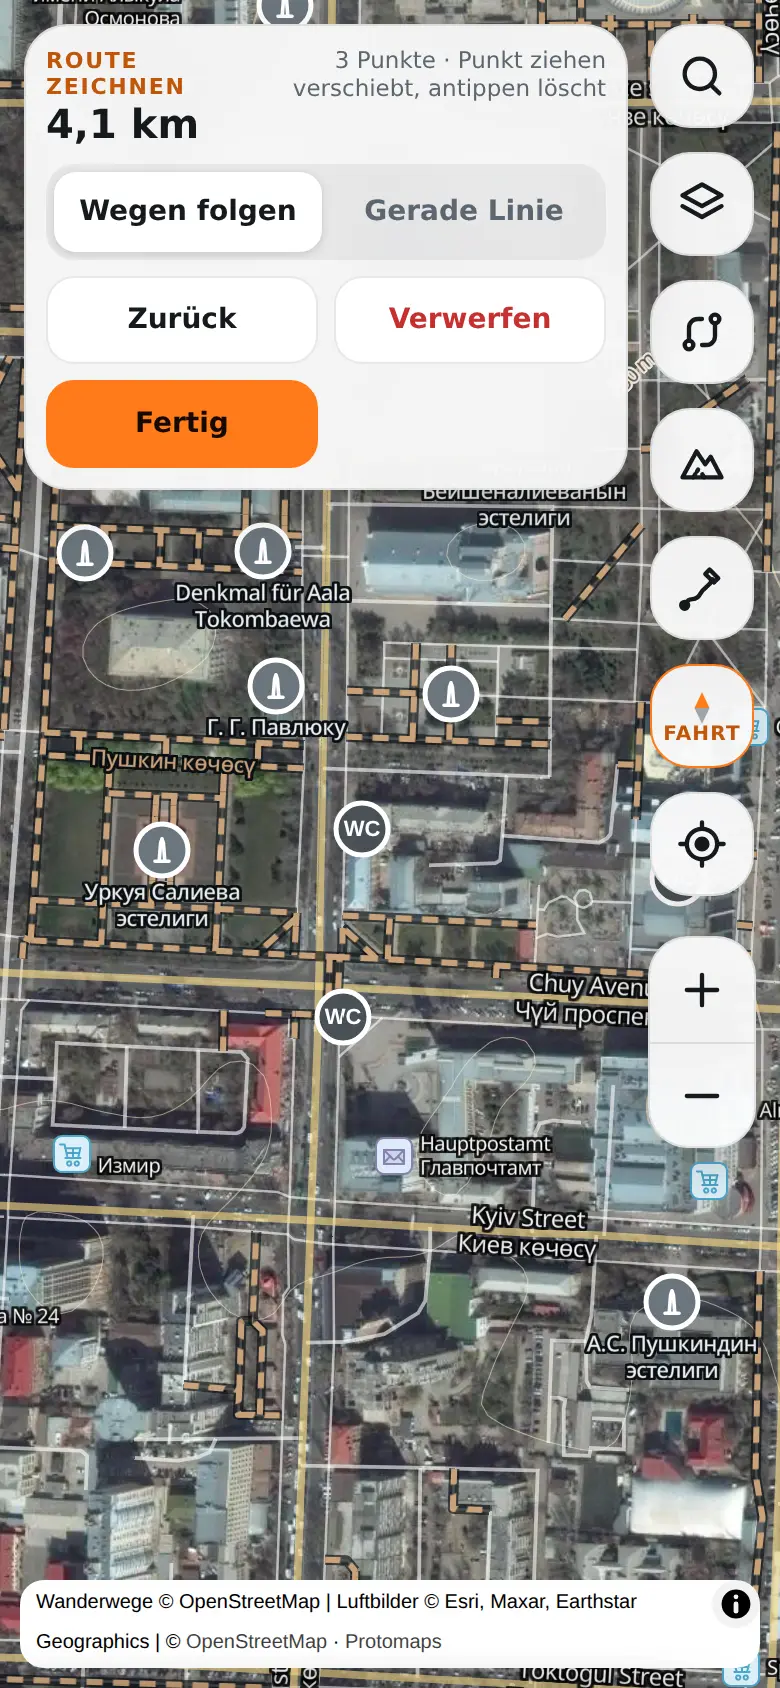 Осмонова
ROUTE
ZEICHNEN
4,1 km
3 Punkte · Punkt ziehen
verschiebt, antippen löscht
Wegen folgen
Gerade Linie
Zurück
Verwerfen
Fertig
Бейшеналиеванын
эстелиги
Denkmal für Aala
Tokombaewa
Г. Г. Павлюку
FAHRT
Пушкин көчөсү
WC
Уркуя Салиева
эстелиги
Chuy
Чүй
WC
Измир
Hauptpostamt
Главпочтамт
Kyiv Street
Киев көчөсү
№ 24
А.С. Пушкиндин
эстелиги
Wanderwege © OpenStreetMap | Luftbilder © Esri, Maxar, Earthstar
Geographics | © OpenStreetMap · Protomaps
Toktogul Street